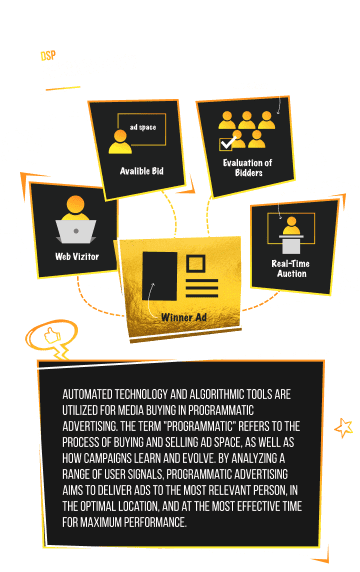 DSP
ad space
Avalible Bid
Evaluation of
Bidders
Web Vizitor
Real-Time
Auction
Winner Ad
AUTOMATED TECHNOLOGY AND ALGORITHMIC TOOLS ARE
UTILIZED FOR MEDIA BUYING IN PROGRAMMATIC
ADVERTISING. THE TERM "PROGRAMMATIC" REFERS TO THE
PROCESS OF BUYING AND SELLING AD SPACE, AS WELL AS
HOW CAMPAIGNS LEARN AND EVOLVE. BY ANALYZING A
RANGE OF USER SIGNALS, PROGRAMMATIC ADVERTISING
AIMS TO DELIVER ADS TO THE MOST RELEVANT PERSON, IN
THE OPTIMAL LOCATION, AND AT THE MOST EFFECTIVE TIME
FOR MAXIMUM PERFORMANCE.